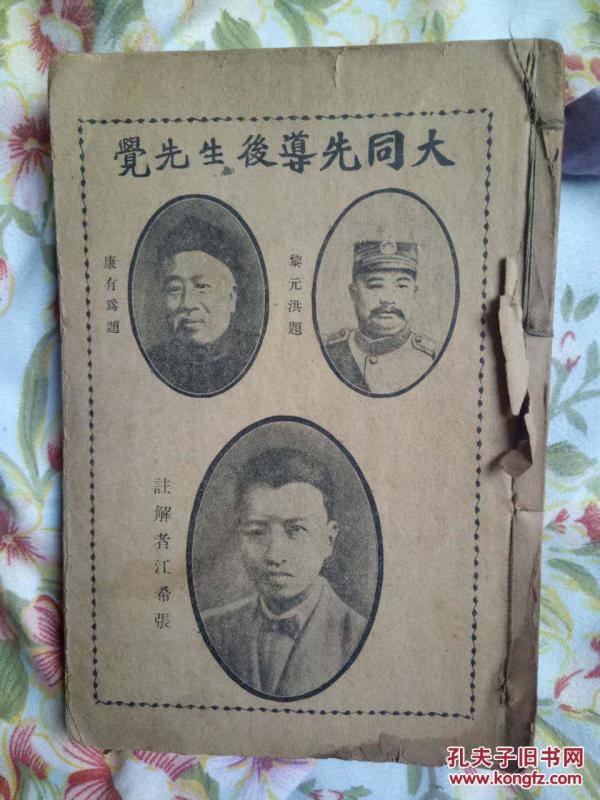 大同先導後生先覺
黎元洪題
康有爲題
註解者江希張
孔夫子旧书网
www.kongfz.com